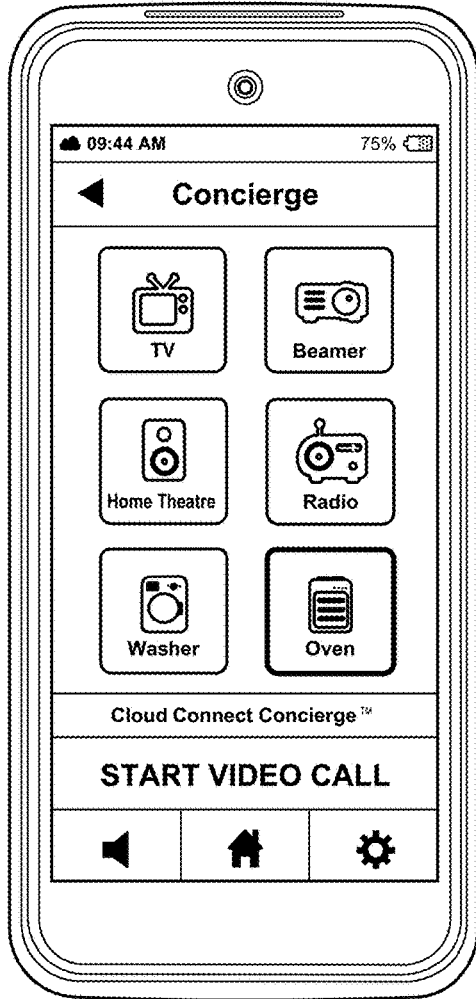 09:44 AM 75%
Concierge
TV Beamer
Home Theatre Radio
Washer Oven
Cloud Connect Concierge™
START VIDEO CALL